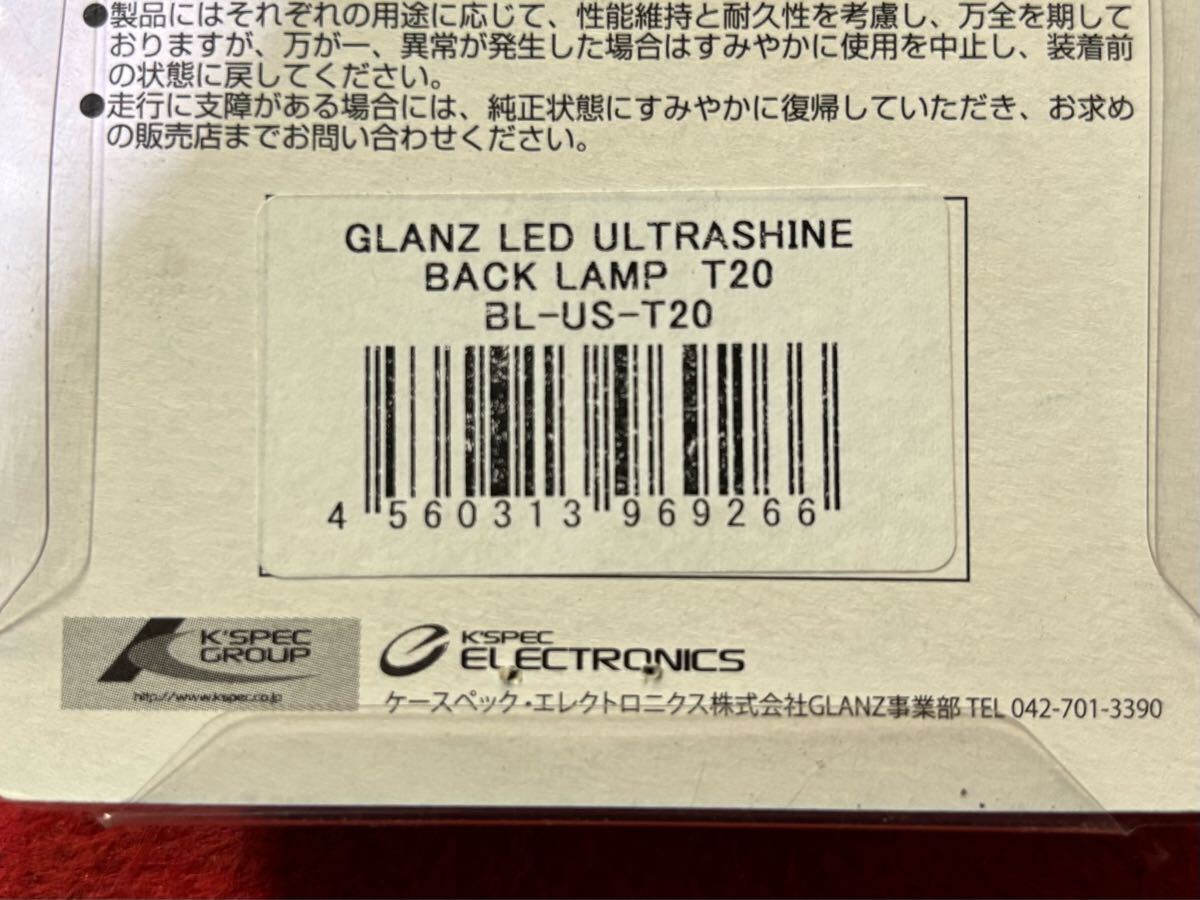 ●製品にはそれぞれの用途に応じて、性能維持と耐久性を考慮し、万全を期して
おりますが、万が一、異常が発生した場合はすみやかに使用を中止し、装着前
の状態に戻してください。
●走行に支障がある場合には、純正状態にすみやかに復帰していただき、お求め
の販売店までお問い合わせください。
GLANZ LED ULTRASHINE
BACK LAMP T20
BL-US-T20
4 560313 969266
K'SPEC
GROUP
http://www.kspec.co.jp
K'SPEC
ELECTRONICS
ケースペック・エレクトロニクス株式会社GLANZ事業部 TEL 042-701-3390